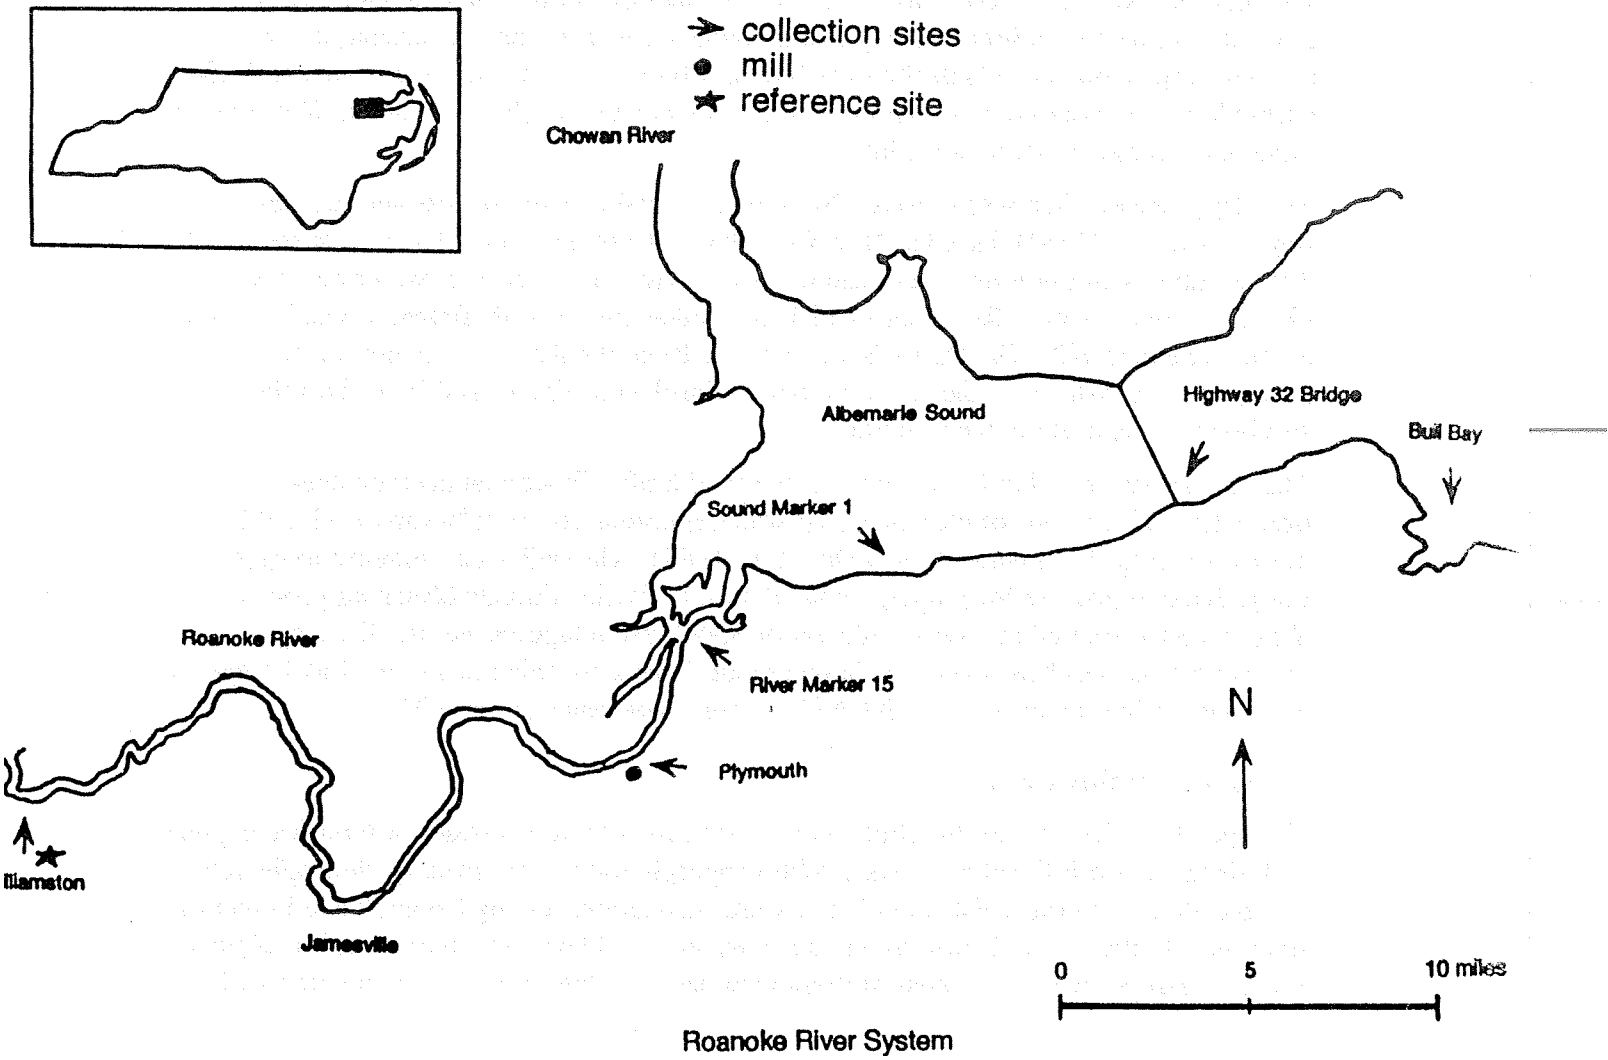 collection sites
mill
reference site
Chowan River
Albemarle Sound
Highway 32 Bridge
Bull Bay
Sound Marker 1
Roanoke River
River Marker 15
N
Plymouth
lliamston
Jamesville
0 5 10 miles
Roanoke River System